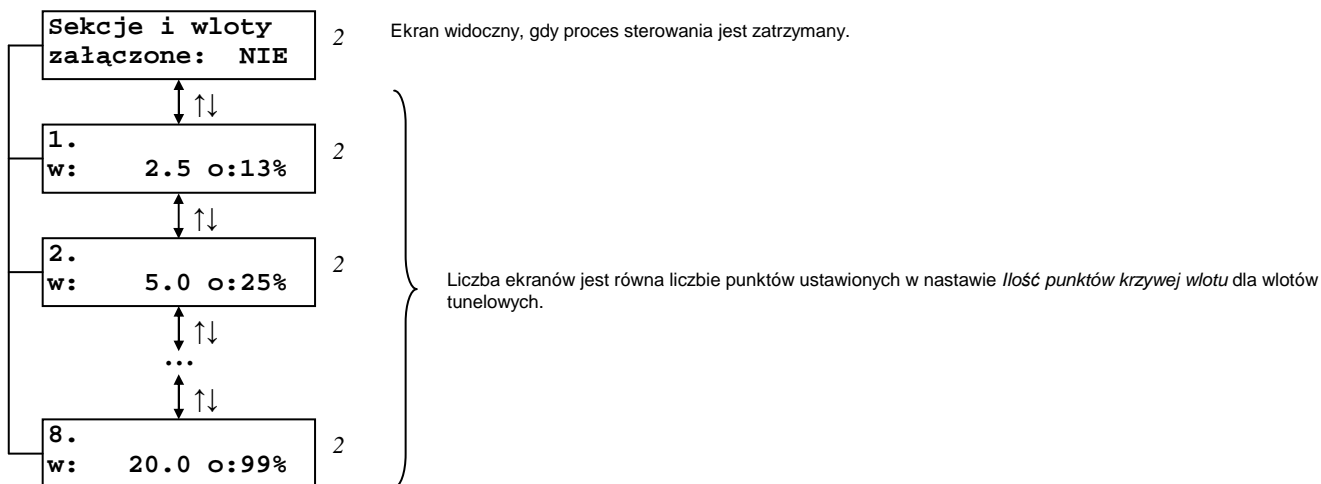 Sekcje i wloty
załączone: NIE
2
Ekran widoczny, gdy proces sterowania jest zatrzymany.
↑↓
1.
w: 2.5 o:13%
2
↑↓
2.
w: 5.0 o:25%
2
Liczba ekranów jest równa liczbie punktów ustawionych w nastawie Ilość punktów krzywej wlotu dla wlotów
tunelowych.
↑↓
...
↑↓
8.
w: 20.0 o:99%
2